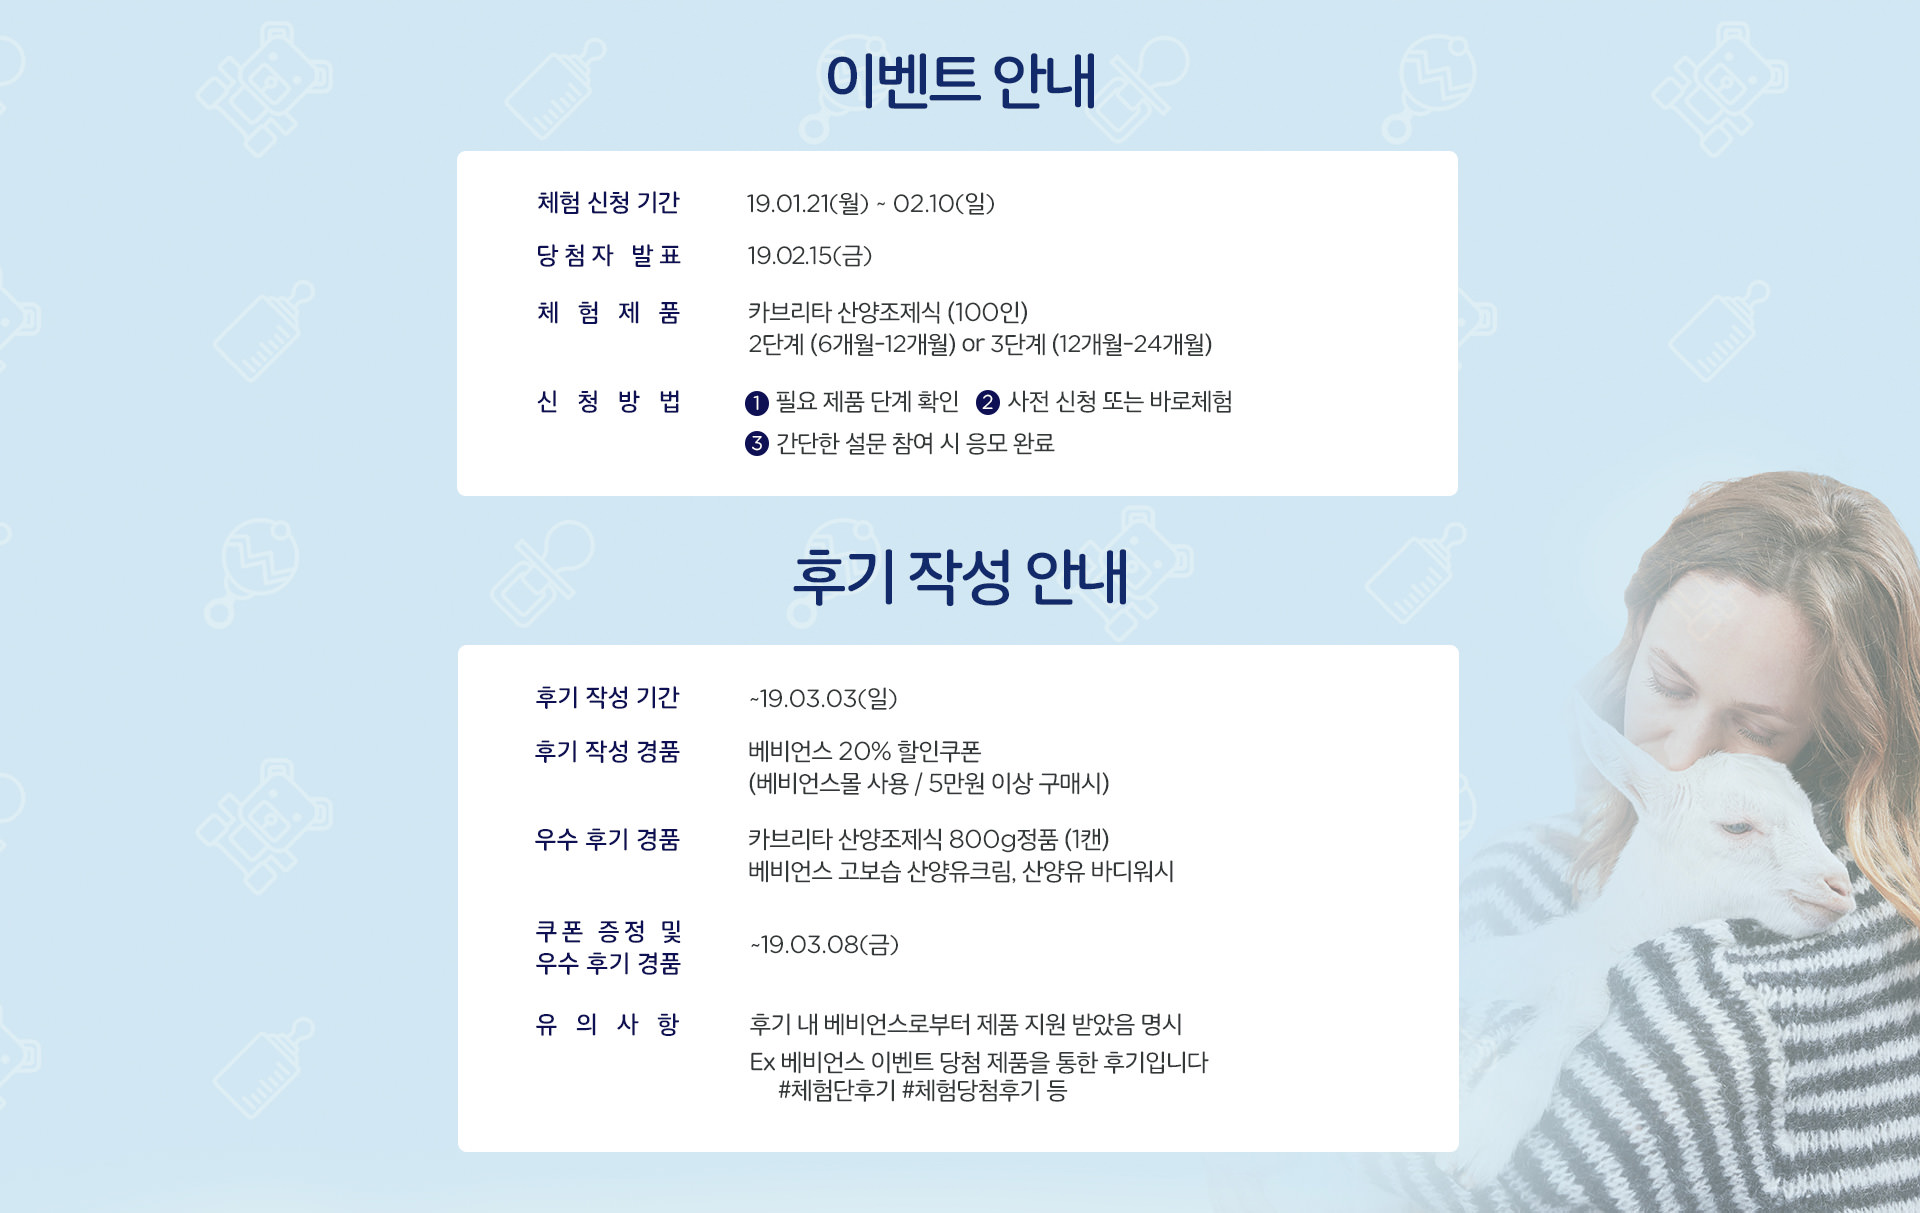 이벤트 안내
체험 신청 기간 19.01.21(월) ~ 02.10(일)
당첨자 발표 19.02.15(금)
체험제품 카브리타 산양조제식 (100인)
2단계 (6개월-12개월) or 3단계 (12개월-24개월)
신청방법 1 필요 제품 단계 확인 2 사전 신청 또는 바로체험
3 간단한 설문 참여 시 응모 완료
후기 작성 안내
후기 작성 기간 ~19.03.03(일)
후기 작성 경품 베비언스 20% 할인쿠폰
(베비언스몰 사용 / 5만원 이상 구매시)
우수 후기 경품 카브리타 산양조제식 800g정품 (1캔)
베비언스 고보습 산양유크림, 산양유 바디워시
쿠폰 증정 및
우수 후기 경품 ~19.03.08(금)
유의사항 후기 내 베비언스로부터 제품 지원 받았음 명시
Ex 베비언스 이벤트 당첨 제품을 통한 후기입니다
#체험단후기 #체험당첨후기 등